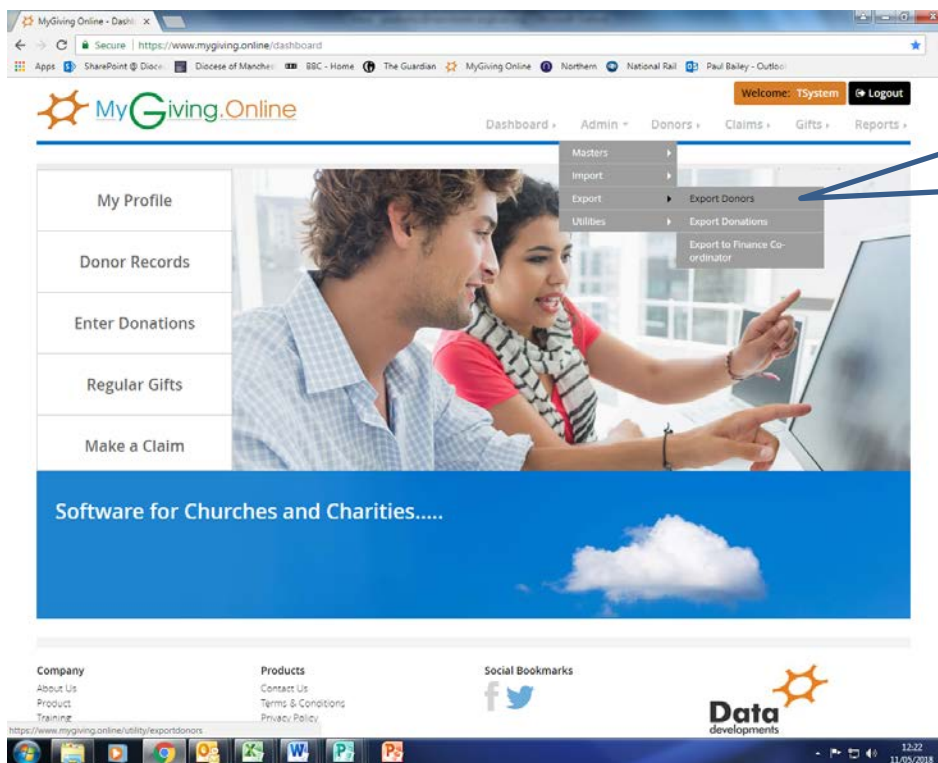 MyGiving Online - Dashb
Secure | https://www.mygiving.online/dashboard
Apps SharePoint @ Dioce Diocese of Manches BBC - Home The Guardian MyGiving Online Northern National Rail Paul Bailey - Outloo
Welcome: TSystem Logout
MyGiving.Online
Dashboard Admin Donors Claims Gifts Reports
Masters
Import
Export
Utilities
Export Donors
Export Donations
Export to Finance Co-
ordinator
My Profile
Donor Records
Enter Donations
Regular Gifts
Make a Claim
Software for Churches and Charities.....
Company Products Social Bookmarks
About Us Contact Us
Product Terms & Conditions
Training Privacy Policy
Data
developments
https://www.mygiving.online/utility/exportdonors
12:22
11/05/2018